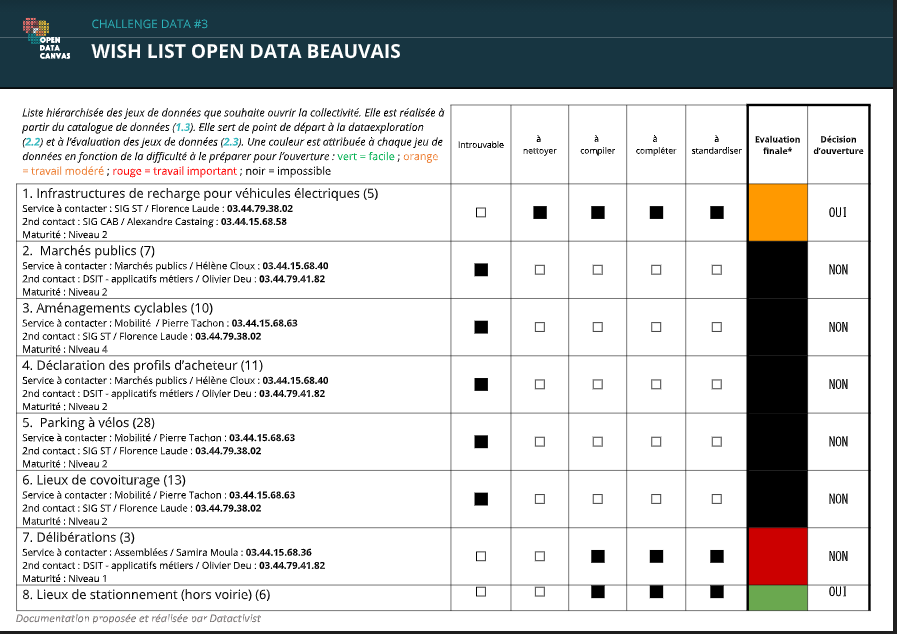 OPEN
DATA
CANVAS
CHALLENGE DATA #3
WISH LIST OPEN DATA BEAUVAIS
Liste hiérarchisée des jeux de données que souhaite ouvrir la collectivité. Elle est réalisée à
partir du catalogue de données (1.3). Elle sert de point de départ à la dataexploration
(2.2) et à l'évaluation des jeux de données (2.3). Une couleur est attribuée à chaque jeu de
données en fonction de la difficulté à le préparer pour l'ouverture : vert = facile ; orange
= travail modéré ; rouge = travail important ; noir = impossible
Introuvable
à
nettoyer
à
compiler
à
compléter
à
standardiser
Evaluation
finale*
Décision
d'ouverture
1. Infrastructures de recharge pour véhicules électriques (5)
Service à contacter : SIG ST / Florence Laude : 03.44.79.38.02
2nd contact : SIG CAB / Alexandre Castaing : 03.44.15.68.58
Maturité : Niveau 2
OUI
2. Marchés publics (7)
Service à contacter : Marchés publics / Hélène Cloux : 03.44.15.68.40
2nd contact : DSIT - applicatifs métiers / Olivier Deu : 03.44.79.41.82
Maturité : Niveau 2
NON
3. Aménagements cyclables (10)
Service à contacter : Mobilité / Pierre Tachon : 03.44.15.68.63
2nd contact : SIG ST / Florence Laude : 03.44.79.38.02
Maturité : Niveau 4
NON
4. Déclaration des profils d'acheteur (11)
Service à contacter : Marchés publics / Hélène Cloux : 03.44.15.68.40
2nd contact : DSIT - applicatifs métiers / Olivier Deu : 03.44.79.41.82
Maturité : Niveau 2
NON
5. Parking à vélos (28)
Service à contacter : Mobilité / Pierre Tachon : 03.44.15.68.63
2nd contact : SIG ST / Florence Laude : 03.44.79.38.02
Maturité : Niveau 2
NON
6. Lieux de covoiturage (13)
Service à contacter : Mobilité / Pierre Tachon : 03.44.15.68.63
2nd contact : SIG ST / Florence Laude : 03.44.79.38.02
Maturité : Niveau 2
NON
7. Délibérations (3)
Service à contacter : Assemblées / Samira Moula : 03.44.15.68.36
2nd contact : DSIT - applicatifs métiers / Olivier Deu : 03.44.79.41.82
Maturité : Niveau 1
NON
8. Lieux de stationnement (hors voirie) (6)
OUI
Documentation proposée et réalisée par Datactivist